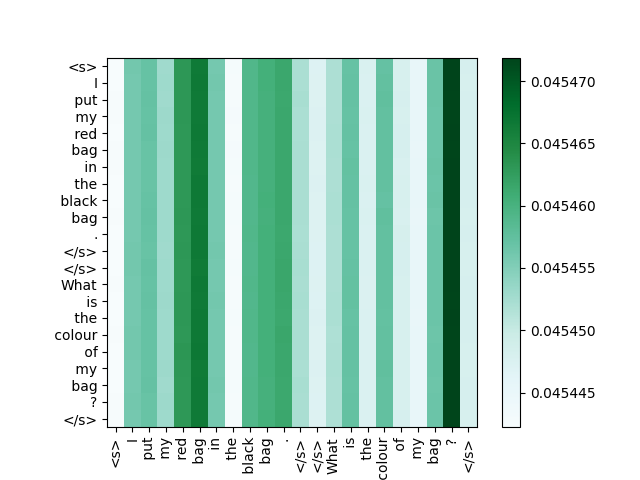 <s>
I
put
my
red
bag
in
the
black
bag
.
</s>
</s>
What
is
the
colour
of
my
bag
?
</s>
<s>
I
put
my
red
bag
in
the
black
bag
.
</s>
</s>
What
is
the
colour
of
my
bag
?
</s>
0.045470
0.045465
0.045460
0.045455
0.045450
0.045445